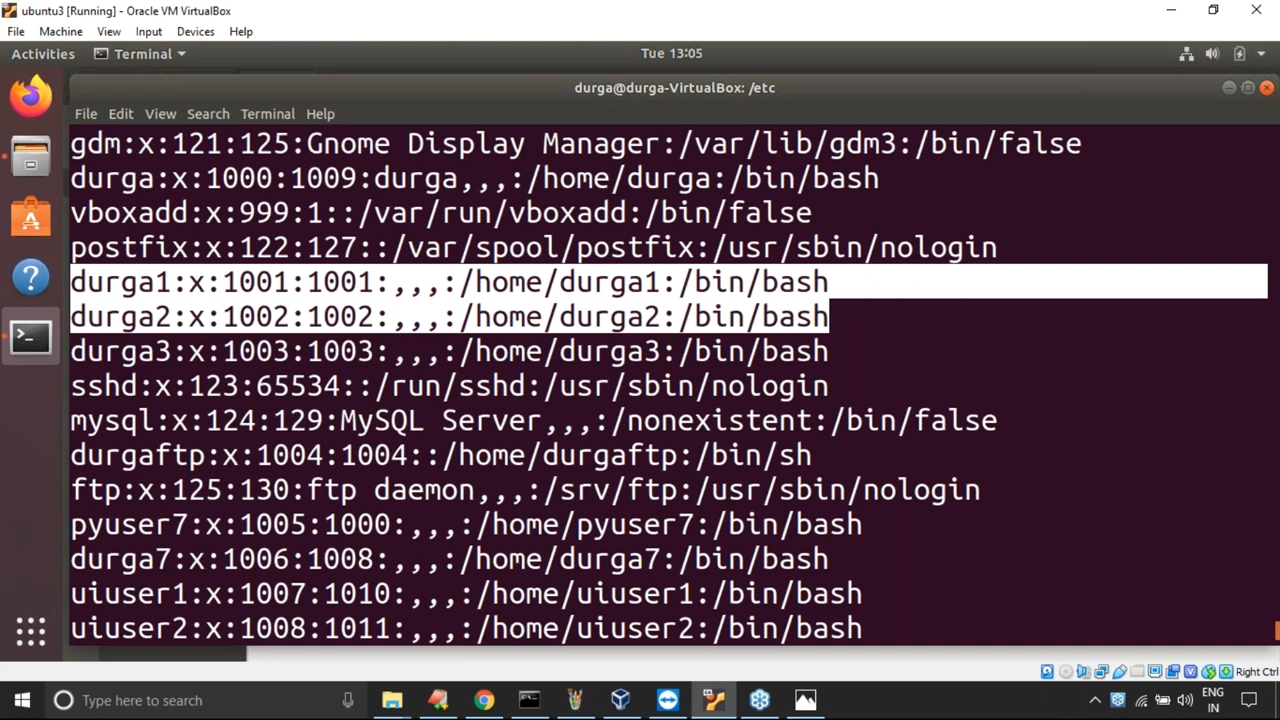 ubuntu3 [Running] - Oracle VM VirtualBox
File Machine View Input Devices Help
Activities Terminal Tue 13:05
durga@durga-VirtualBox: /etc
File Edit View Search Terminal Help
gdm:x:121:125:Gnome Display Manager:/var/lib/gdm3:/bin/false
durga:x:1000:1009:durga,,,:/home/durga:/bin/bash
vboxadd:x:999:1::/var/run/vboxadd:/bin/false
postfix:x:122:127::/var/spool/postfix:/usr/sbin/nologin
durga1:x:1001:1001:,,,:/home/durga1:/bin/bash
durga2:x:1002:1002:,,,:/home/durga2:/bin/bash
durga3:x:1003:1003:,,,:/home/durga3:/bin/bash
sshd:x:123:65534::/run/sshd:/usr/sbin/nologin
mysql:x:124:129:MySQL Server,,,:/nonexistent:/bin/false
durgaftp:x:1004:1004::/home/durgaftp:/bin/sh
ftp:x:125:130:ftp daemon,,,:/srv/ftp:/usr/sbin/nologin
pyuser7:x:1005:1000:,,,:/home/pyuser7:/bin/bash
durga7:x:1006:1008:,,,:/home/durga7:/bin/bash
uiuser1:x:1007:1010:,,,:/home/uiuser1:/bin/bash
uiuser2:x:1008:1011:,,,:/home/uiuser2:/bin/bash
Right Ctrl
Type here to search
ENG
IN